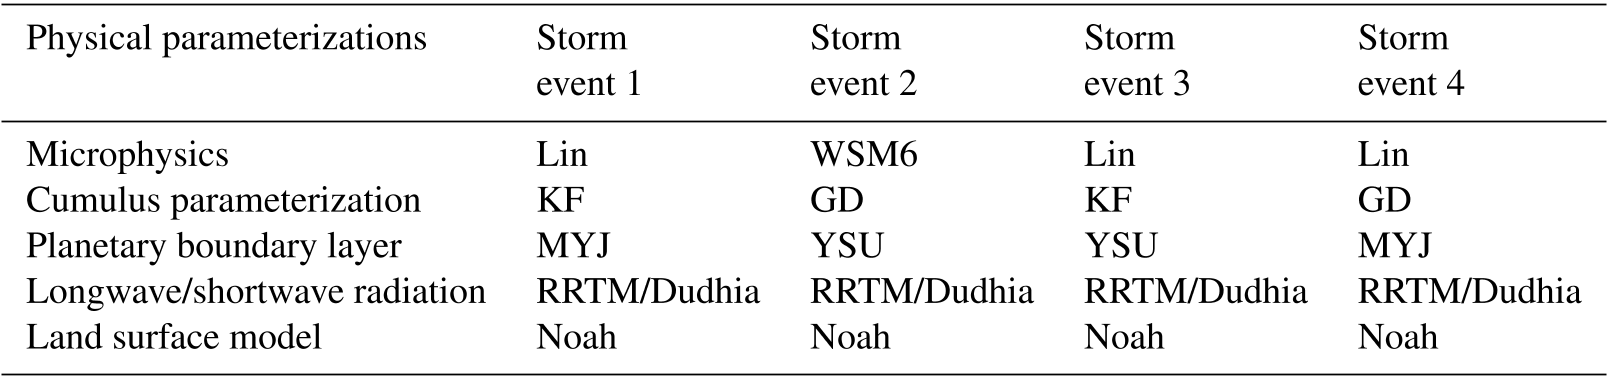 Physical parameterizations Storm Storm Storm Storm
event 1 event 2 event 3 event 4
Microphysics Lin WSM6 Lin Lin
Cumulus parameterization KF GD KF GD
Planetary boundary layer MYJ YSU YSU MYJ
Longwave/shortwave radiation RRTM/Dudhia RRTM/Dudhia RRTM/Dudhia RRTM/Dudhia
Land surface model Noah Noah Noah Noah